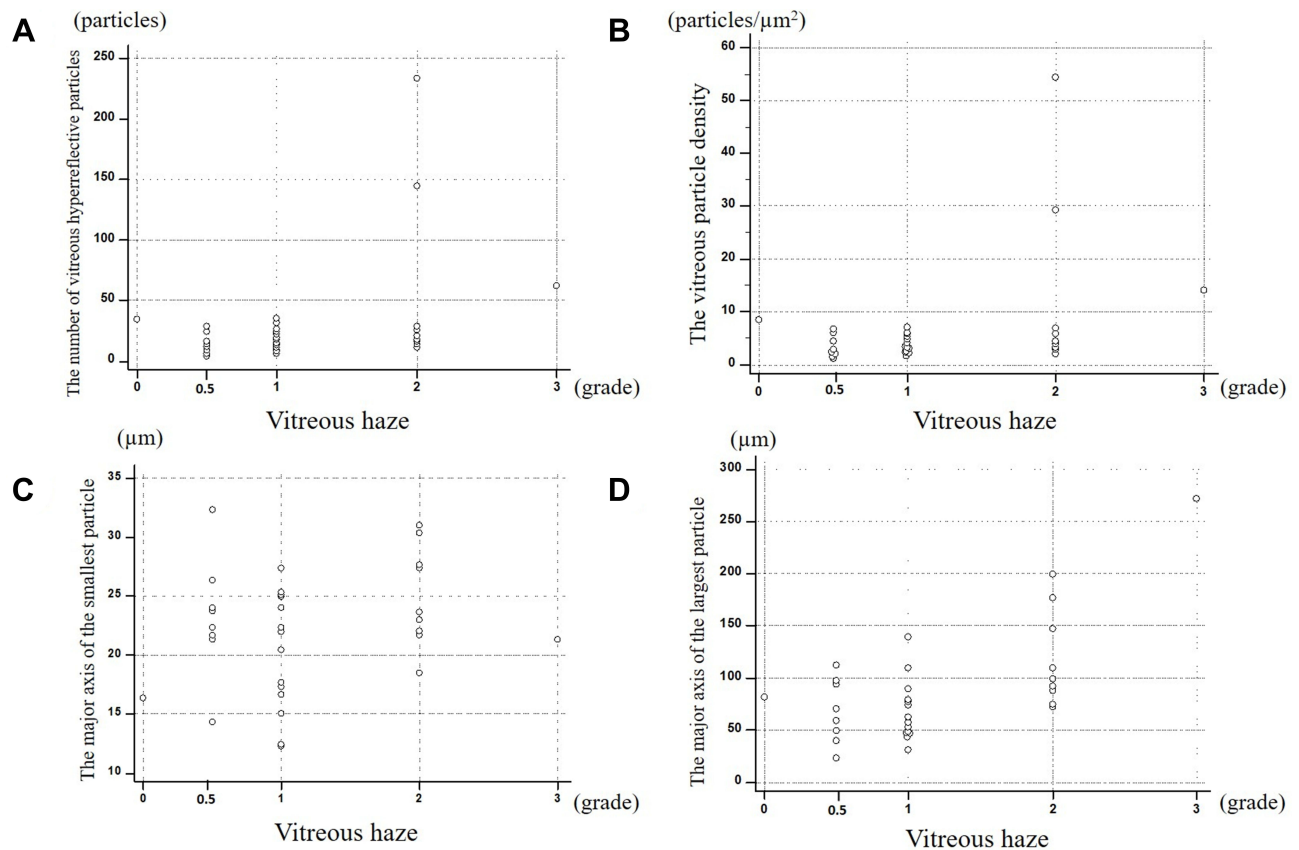 A
(particles)
The number of vitreous hyperreflective particles
250
200
150
100
50
0
0 0.5 1 2 3 (grade)
Vitreous haze
B
(particles/µm²)
The vitreous particle density
60
50
40
30
20
10
0
0 0.5 1 2 3 (grade)
Vitreous haze
C
(µm)
The major axis of the smallest particle
35
30
25
20
15
10
0 0.5 1 2 3 (grade)
Vitreous haze
D
(µm)
The major axis of the largest particle
300
250
200
150
100
50
0
0 0.5 1 2 3 (grade)
Vitreous haze